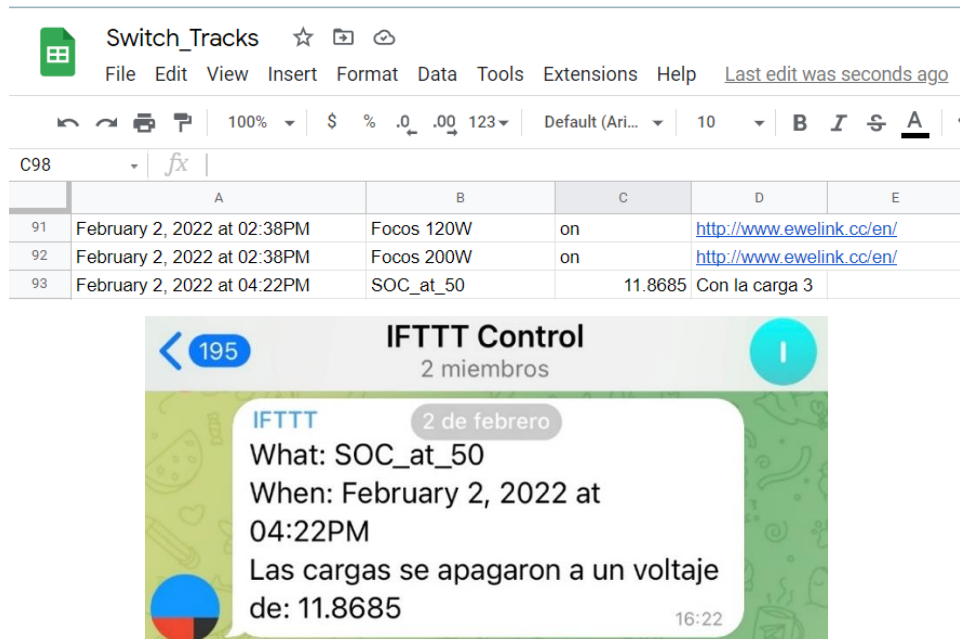 Switch_Tracks
File Edit View Insert Format Data Tools Extensions Help Last edit was seconds ago
100% $ % .0 .00 123 Default (Ari... 10 B I S A
C98 fx
A B C D E
91 February 2, 2022 at 02:38PM Focos 120W on http://www.ewelink.cc/en/
92 February 2, 2022 at 02:38PM Focos 200W on http://www.ewelink.cc/en/
93 February 2, 2022 at 04:22PM SOC_at_50 11.8685 Con la carga 3
195 IFTTT Control I
2 miembros
IFTTT 2 de febrero
What: SOC_at_50
When: February 2, 2022 at
04:22PM
Las cargas se apagaron a un voltaje
de: 11.8685 16:22